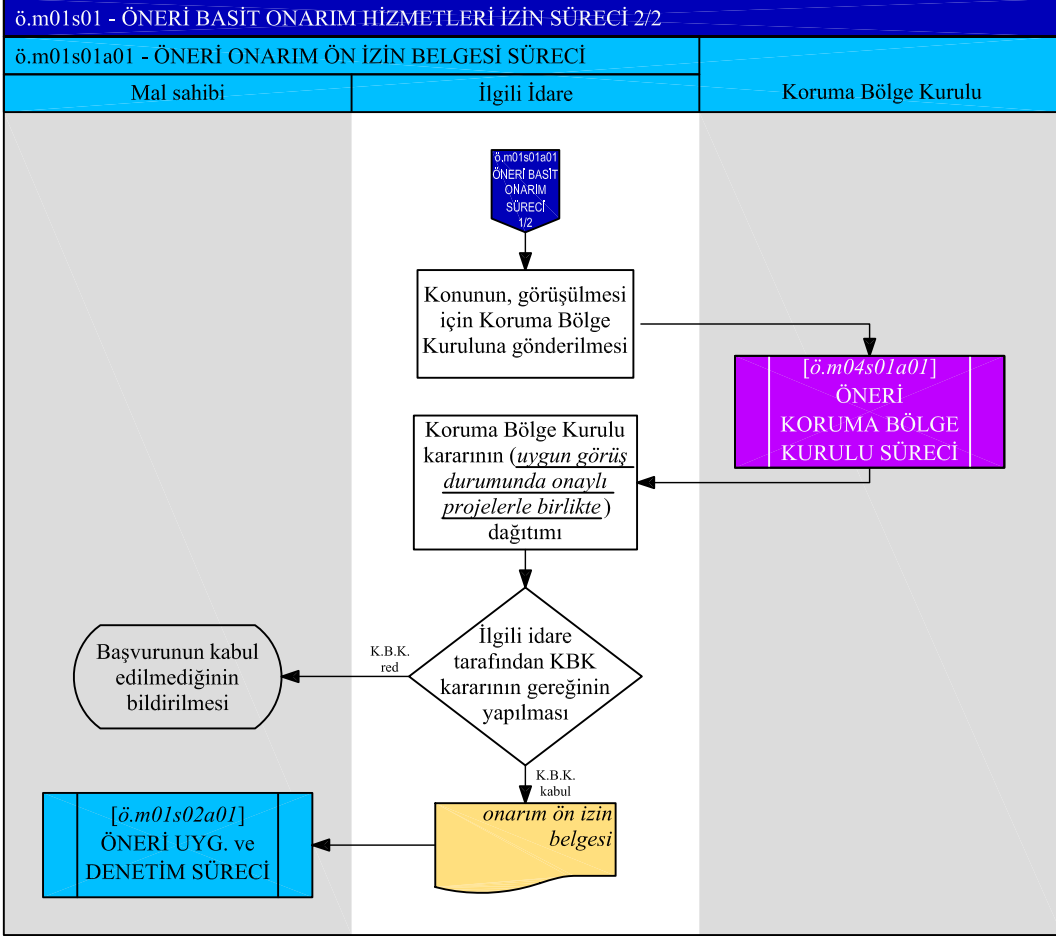 ö.m01s01 - ÖNERİ BASİT ONARIM HİZMETLERİ İZİN SÜRECİ 2/2
ö.m01s01a01 - ÖNERİ ONARIM ÖN İZİN BELGESİ SÜRECİ
Mal sahibi
İlgili İdare
Koruma Bölge Kurulu
ö.m01s01a01
ÖNERİ BASİT
ONARIM
SÜRECİ
1/2
Konunun, görüşülmesi
için Koruma Bölge
Kuruluna gönderilmesi
[ö.m04s01a01]
ÖNERİ
KORUMA BÖLGE
KURULU SÜRECİ
Koruma Bölge Kurulu
kararının (uygun görüş
durumunda onaylı
projelerle birlikte)
dağıtımı
İlgili idare
tarafından KBK
kararının gereğinin
yapılması
K.B.K.
red
Başvurunun kabul
edilmediğinin
bildirilmesi
K.B.K.
kabul
onarım ön izin
belgesi
[ö.m01s02a01]
ÖNERİ UYG. ve
DENETİM SÜRECİ